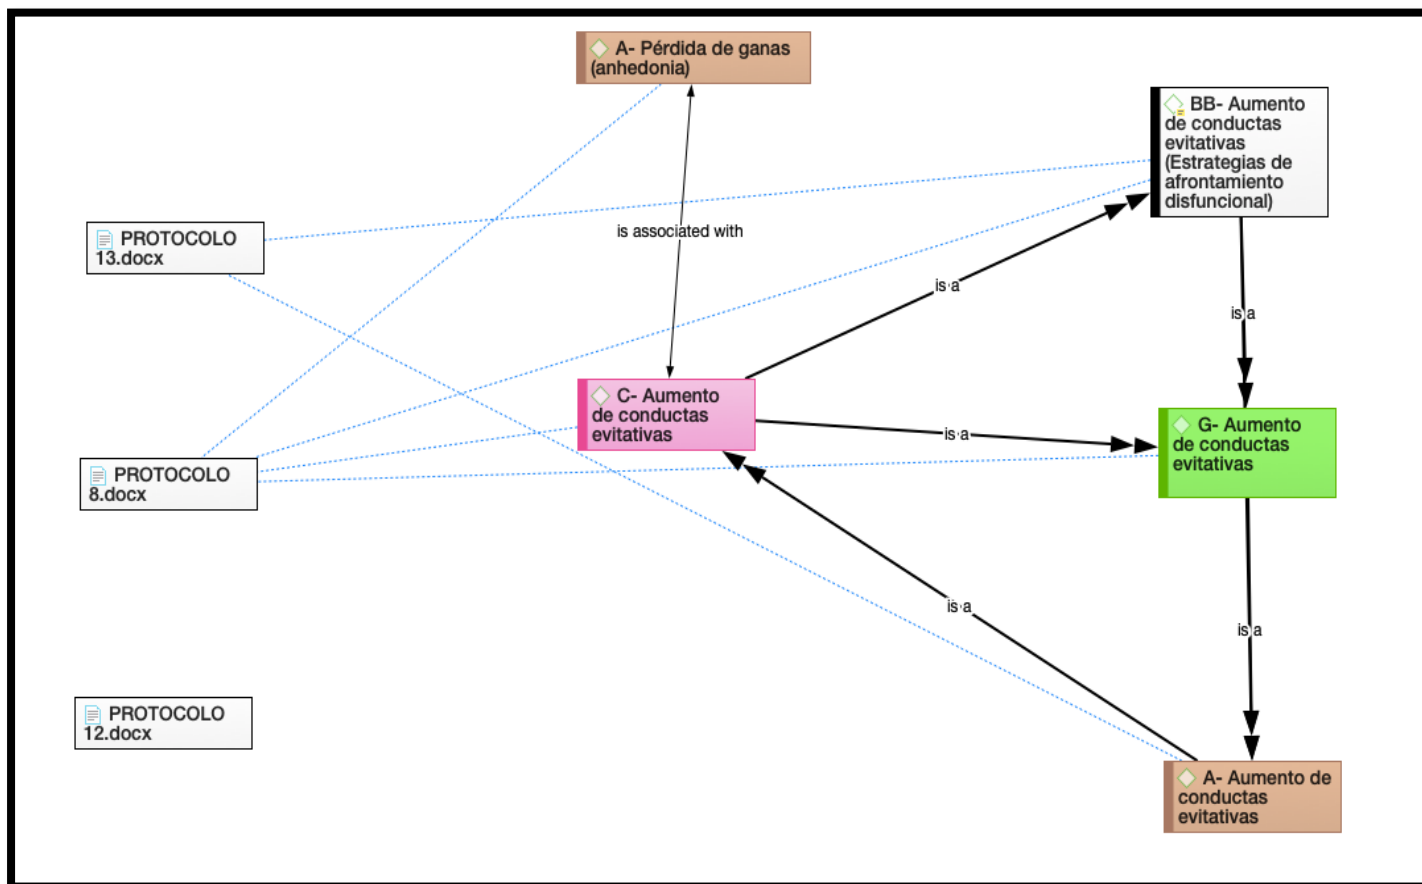 A- Pérdida de ganas
(anhedonia)
BB- Aumento
de conductas
evitativas
(Estrategias de
afrontamiento
disfuncional)
PROTOCOLO
13.docx
is associated with
is a
is a
C- Aumento
de conductas
evitativas
is a
G- Aumento
de conductas
evitativas
PROTOCOLO
8.docx
is a
is a
PROTOCOLO
12.docx
A- Aumento de
conductas
evitativas